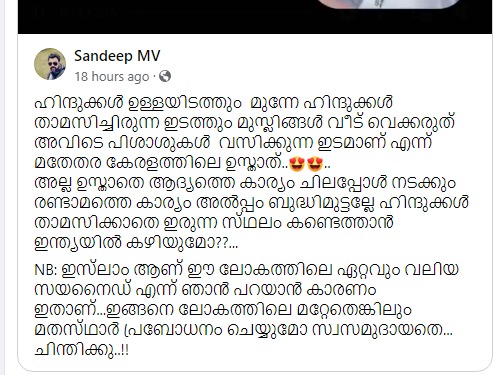 Sandeep MV
18 hours ago ·
ഹിന്ദുക്കൾ ഉള്ളയിടത്തും മുന്നേ ഹിന്ദുക്കൾ
താമസിച്ചിരുന്ന ഇടത്തും മുസ്ലിങ്ങൾ വീട് വെക്കരുത്
അവിടെ പിശാശുകൾ വസിക്കുന്ന ഇടമാണ് എന്ന്
മതേതര കേരളത്തിലെ ഉസ്താത്..😍😍..
അല്ല ഉസ്താതെ ആദ്യത്തെ കാര്യം ചിലപ്പോൾ നടക്കും
രണ്ടാമത്തെ കാര്യം അൽപ്പം ബുദ്ധിമുട്ടല്ലേ ഹിന്ദുക്കൾ
താമസിക്കാതെ ഇരുന്ന സ്ഥലം കണ്ടെത്താൻ
ഇന്ത്യയിൽ കഴിയുമോ??...
NB: ഇസ്ലാം ആണ് ഈ ലോകത്തിലെ ഏറ്റവും വലിയ
സയനൈഡ് എന്ന് ഞാൻ പറയാൻ കാരണം
ഇതാണ്...ഇങ്ങനെ ലോകത്തിലെ മറ്റേതെങ്കിലും
മതസ്ഥാർ പ്രബോധനം ചെയ്യുമോ സ്വസമുദായതെ...
ചിന്തിക്കു..!!